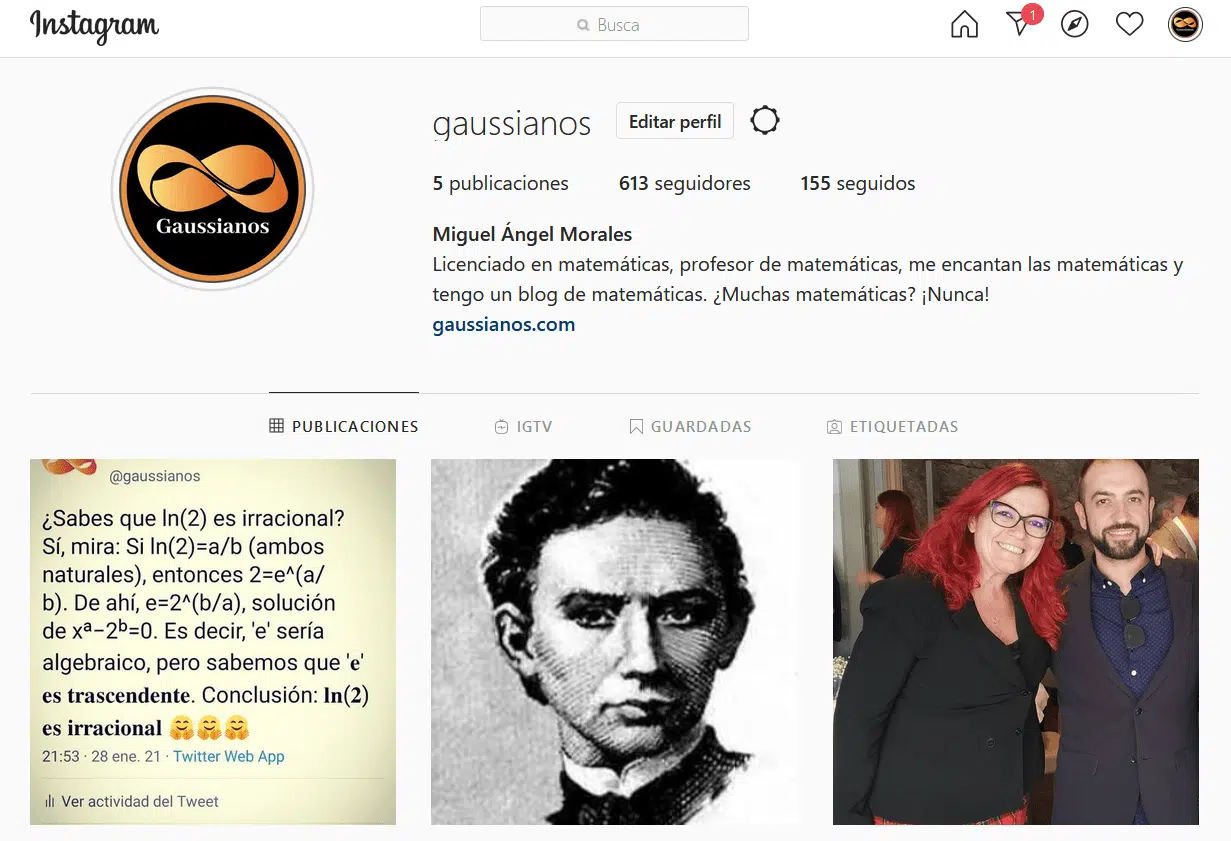 Instagram
Busca
1
gaussianos
Editar perfil
5 publicaciones 613 seguidores 155 seguidos
Gaussianos
Miguel Ángel Morales
Licenciado en matemáticas, profesor de matemáticas, me encantan las matemáticas y
tengo un blog de matemáticas. ¿Muchas matemáticas? ¡Nunca!
gaussianos.com
PUBLICACIONES IGTV GUARDADAS ETIQUETADAS
@gaussianos
¿Sabes que ln(2) es irracional?
Sí, mira: Si ln(2)=a/b (ambos
naturales), entonces 2=e^(a/
b). De ahí, e=2^(b/a), solución
de xª−2ᵇ=0. Es decir, 'e' sería
algebraico, pero sabemos que 'e'
es trascendente. Conclusión: ln(2)
es irracional 🤗🤗🤗
21:53 · 28 ene. 21 · Twitter Web App
Ver actividad del Tweet